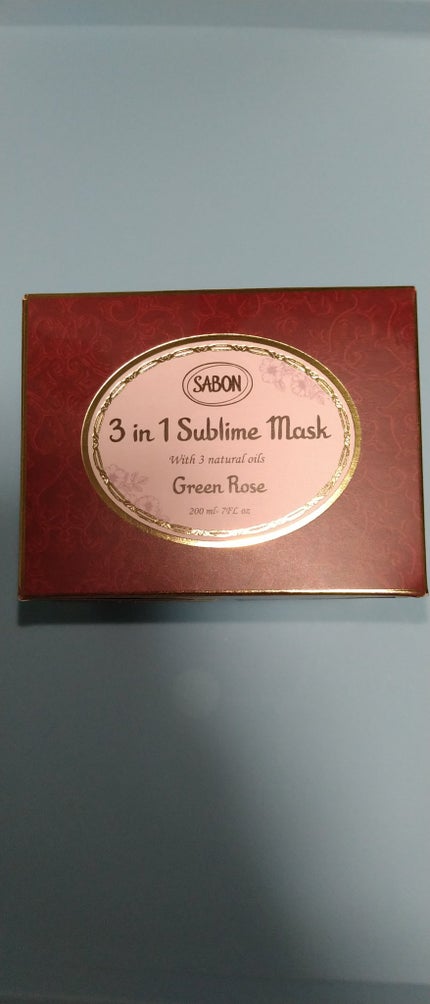 SABON
3 in 1 Sublime Mask
With 3 natural oils
Green Rose
200 ml- 7FL oz